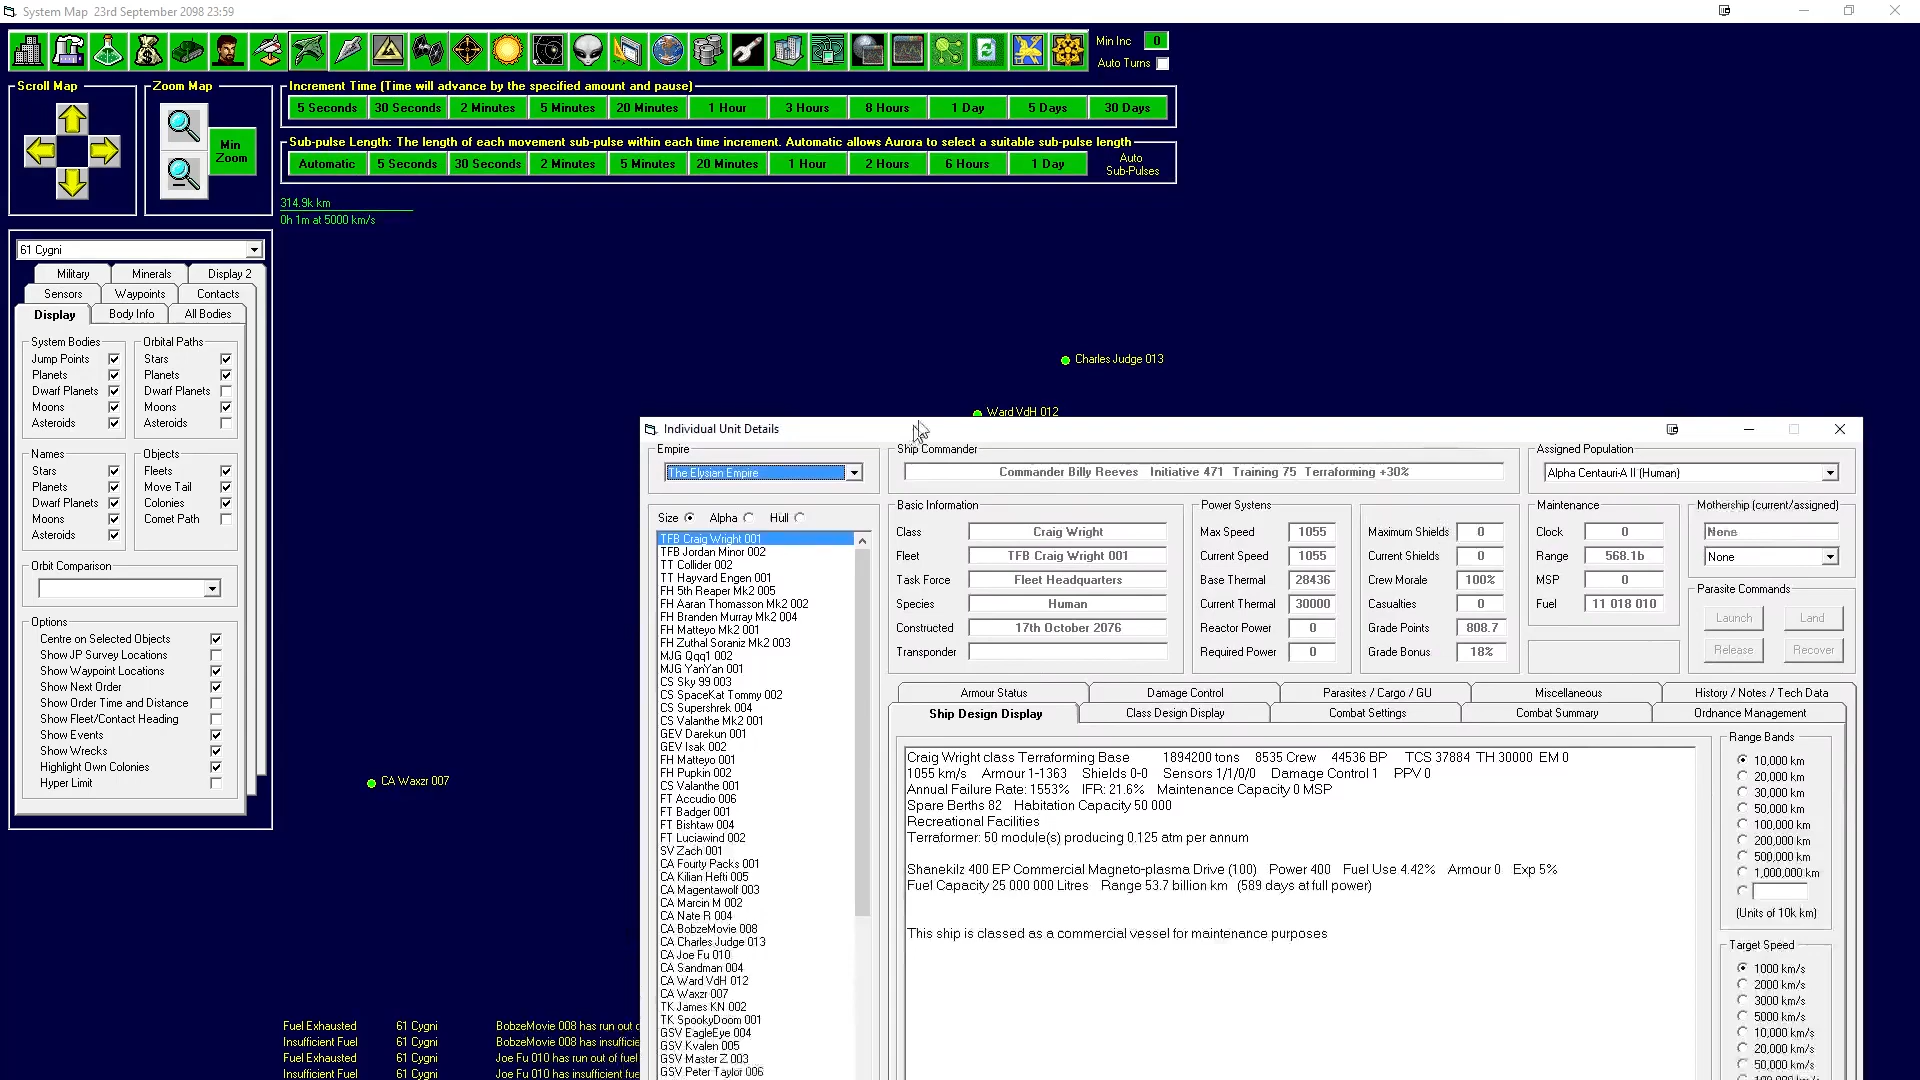 System Map 23rd September 2098 23:59
Min Inc 0
Auto Turns
Scroll Map
Zoom Map
Min Zoom
Increment Time (Time will advance by the specified amount and pause)
5 Seconds 30 Seconds 2 Minutes 5 Minutes 20 Minutes 1 Hour 3 Hours 8 Hours 1 Day 5 Days 30 Days
Sub-pulse Length: The length of each movement sub-pulse within each time increment. Automatic allows Aurora to select a suitable sub-pulse length
Automatic 5 Seconds 30 Seconds 2 Minutes 5 Minutes 20 Minutes 1 Hour 2 Hours 6 Hours 1 Day
Auto Sub-Pulses
314.9k km
0h 1m at 5000 km/s
61 Cygni
Military Minerals Display 2
Sensors Waypoints Contacts
Display Body Info All Bodies
System Bodies
Jump Points
Planets
Dwarf Planets
Moons
Asteroids
Orbital Paths
Stars
Planets
Dwarf Planets
Moons
Asteroids
Names
Stars
Planets
Dwarf Planets
Moons
Asteroids
Objects
Fleets
Move Tail
Colonies
Comet Path
Orbit Comparison
Options
Centre on Selected Objects
Show JP Survey Locations
Show Waypoint Locations
Show Next Order
Show Order Time and Distance
Show Fleet/Contact Heading
Show Events
Show Wrecks
Highlight Own Colonies
Hyper Limit
Charles Judge 013
Ward VdH 012
CA Waxzr 007
Fuel Exhausted 61 Cygni BobzeMovie 008 has run out o
Insufficient Fuel 61 Cygni BobzeMovie 008 has insufficie
Fuel Exhausted 61 Cygni Joe Fu 010 has run out of fuel
Insufficient Fuel 61 Cygni Joe Fu 010 has insufficient fue
Individual Unit Details
Empire
The Elysian Empire
Ship Commander
Commander Billy Reeves Initiative 471 Training 75 Terraforming +30%
Assigned Population
Alpha Centauri-A II (Human)
Size Alpha Hull
TFB Craig Wright 001
TFB Jordan Minor 002
TT Collider 002
TT Hayvard Engen 001
FH 5th Reaper Mk2 005
FH Aaran Thomasson Mk2 002
FH Branden Murray Mk2 004
FH Matteyo Mk2 001
FH Zuthal Soraniz Mk2 003
MJG Qqq1 002
MJG YanYan 001
CS Sky 99 003
CS SpaceKat Tommy 002
CS Supershrek 004
CS Valanthe Mk2 001
GEV Darekun 001
GEV Isak 002
FH Matteyo 001
FH Pupkin 002
CS Valanthe 001
FT Accudio 006
FT Badger 001
FT Bishtaw 004
FT Luciawind 002
SV Zach 001
CA Fourty Packs 001
CA Kilian Hefti 005
CA Magentawolf 003
CA Marcin M 002
CA Nate R 004
CA BobzeMovie 008
CA Charles Judge 013
CA Joe Fu 010
CA Sandman 004
CA Ward VdH 012
CA Waxzr 007
TK James KN 002
TK SpookyDoom 001
GSV EagleEye 004
GSV Kvalen 005
GSV Master Z 003
GSV Peter Taylor 006
Basic Information
Class Craig Wright
Fleet TFB Craig Wright 001
Task Force Fleet Headquarters
Species Human
Constructed 17th October 2076
Transponder
Power Systems
Max Speed 1055
Current Speed 1055
Base Thermal 28436
Current Thermal 30000
Reactor Power 0
Required Power 0
Maximum Shields 0
Current Shields 0
Crew Morale 100%
Casualties 0
Grade Points 808.7
Grade Bonus 18%
Maintenance
Clock 0
Range 568.1b
MSP 0
Fuel 11 018 010
Mothership (current/assigned)
None
None
Parasite Commands
Launch Land
Release Recover
Armour Status Damage Control Parasites / Cargo / GU Miscellaneous History / Notes / Tech Data
Ship Design Display Class Design Display Combat Settings Combat Summary Ordnance Management
Craig Wright class Terraforming Base 1894200 tons 8535 Crew 44536 BP TCS 37884 TH 30000 EM 0
1055 km/s Armour 1-1363 Shields 0-0 Sensors 1/1/0/0 Damage Control 1 PPV 0
Annual Failure Rate: 1553% IFR: 21.6% Maintenance Capacity 0 MSP
Spare Berths 82 Habitation Capacity 50 000
Recreational Facilities
Terraformer: 50 module(s) producing 0.125 atm per annum
Shanekilz 400 EP Commercial Magneto-plasma Drive (100) Power 400 Fuel Use 4.42% Armour 0 Exp 5%
Fuel Capacity 25 000 000 Litres Range 53.7 billion km (589 days at full power)
This ship is classed as a commercial vessel for maintenance purposes
Range Bands
10,000 km
20,000 km
30,000 km
50,000 km
100,000 km
200,000 km
500,000 km
1,000,000 km
(Units of 10k km)
Target Speed
1000 km/s
2000 km/s
3000 km/s
5000 km/s
10,000 km/s
20,000 km/s
50,000 km/s